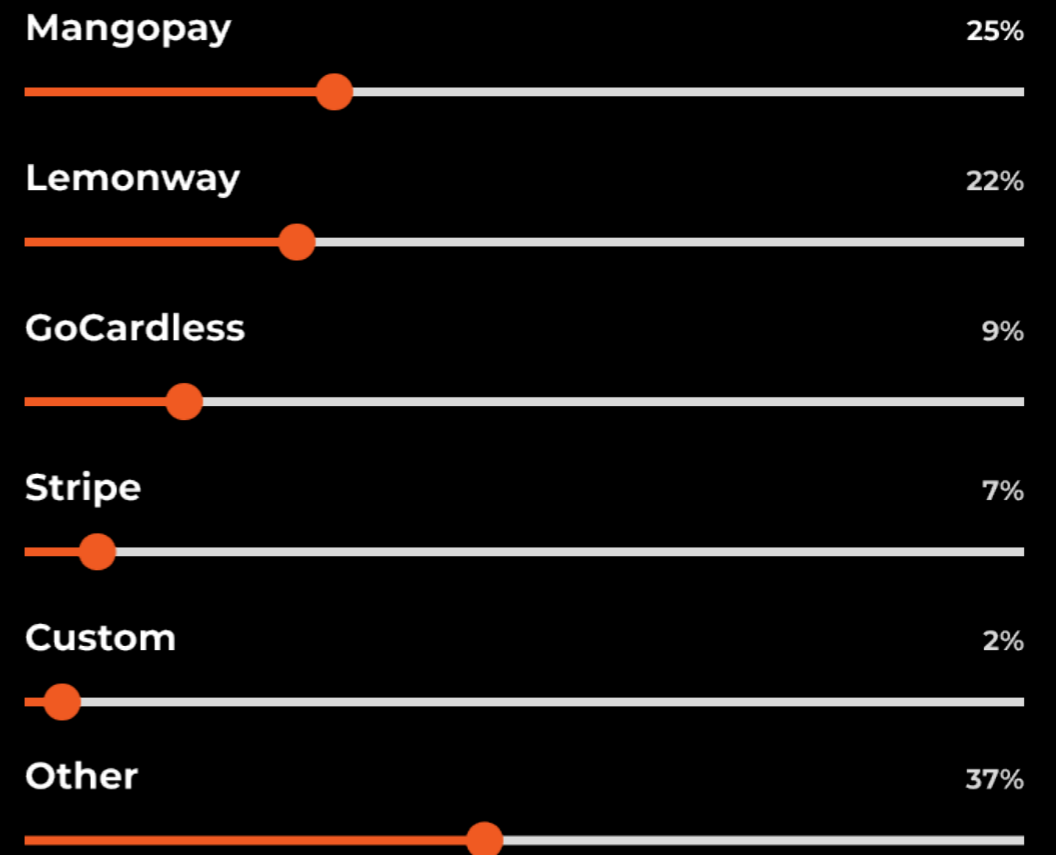 Mangopay 25%
Lemonway 22%
GoCardless 9%
Stripe 7%
Custom 2%
Other 37%